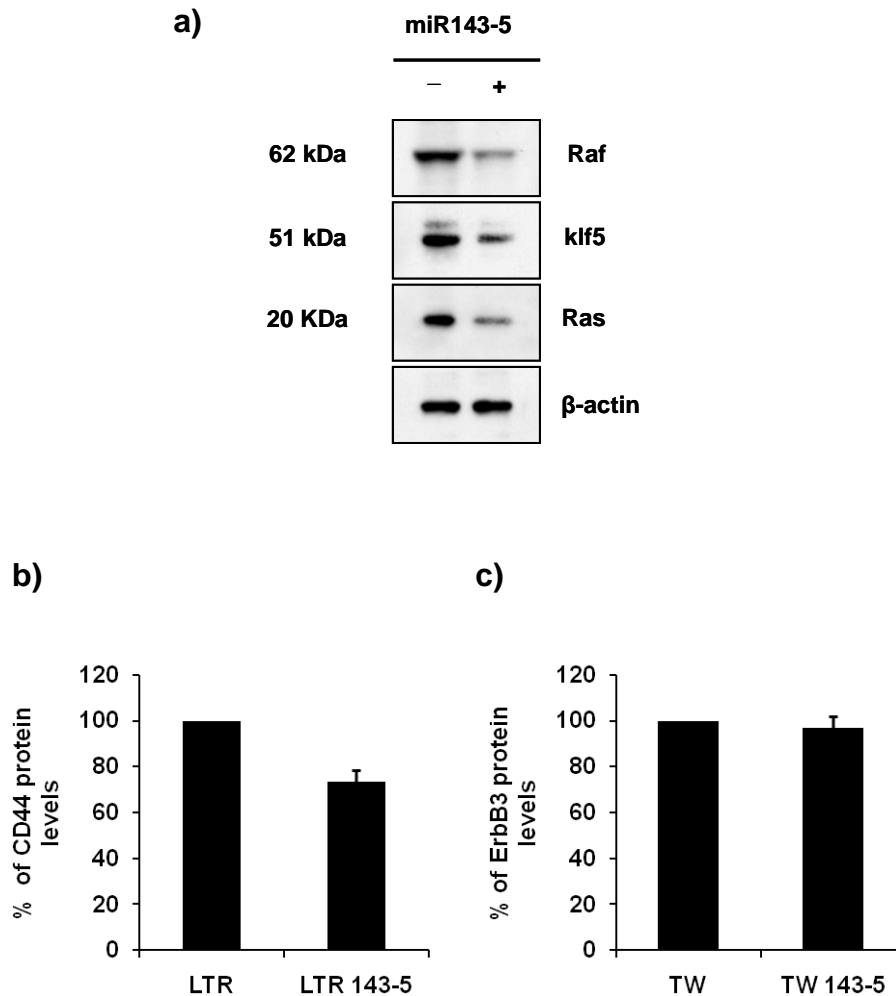 a)
miR143-5
– +
62 kDa Raf
51 kDa klf5
20 KDa Ras
β-actin
b)
% of CD44 protein
levels
120
100
80
60
40
20
0
LTR LTR 143-5
c)
% of ErbB3 protein
levels
120
100
80
60
40
20
0
TW TW 143-5